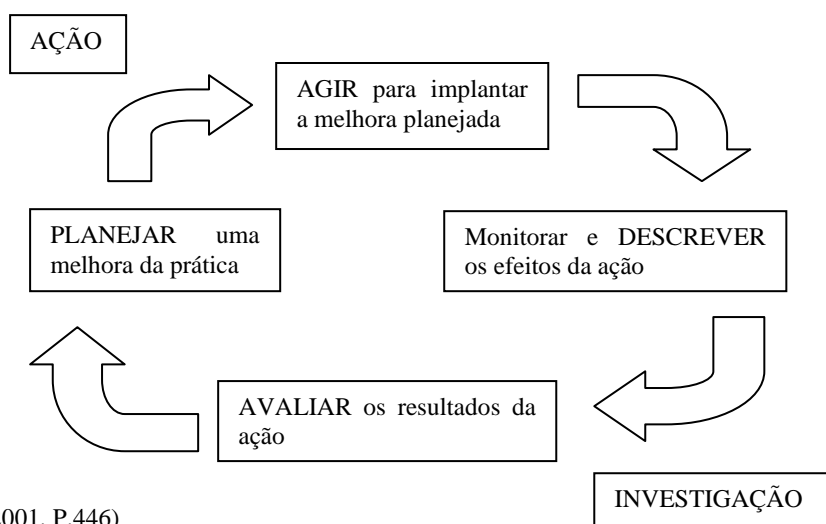 AÇÃO
AGIR para implantar
a melhora planejada
PLANEJAR uma
melhora da prática
Monitorar e DESCREVER
os efeitos da ação
AVALIAR os resultados da
ação
INVESTIGAÇÃO
001. P.446)